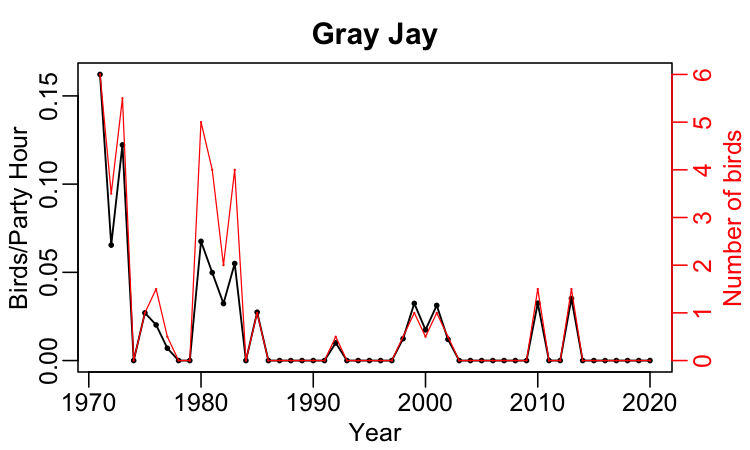 Gray Jay
Birds/Party Hour
0.00 0.05 0.10 0.15
Number of birds
0 1 2 3 4 5 6
1970 1980 1990 2000 2010 2020
Year